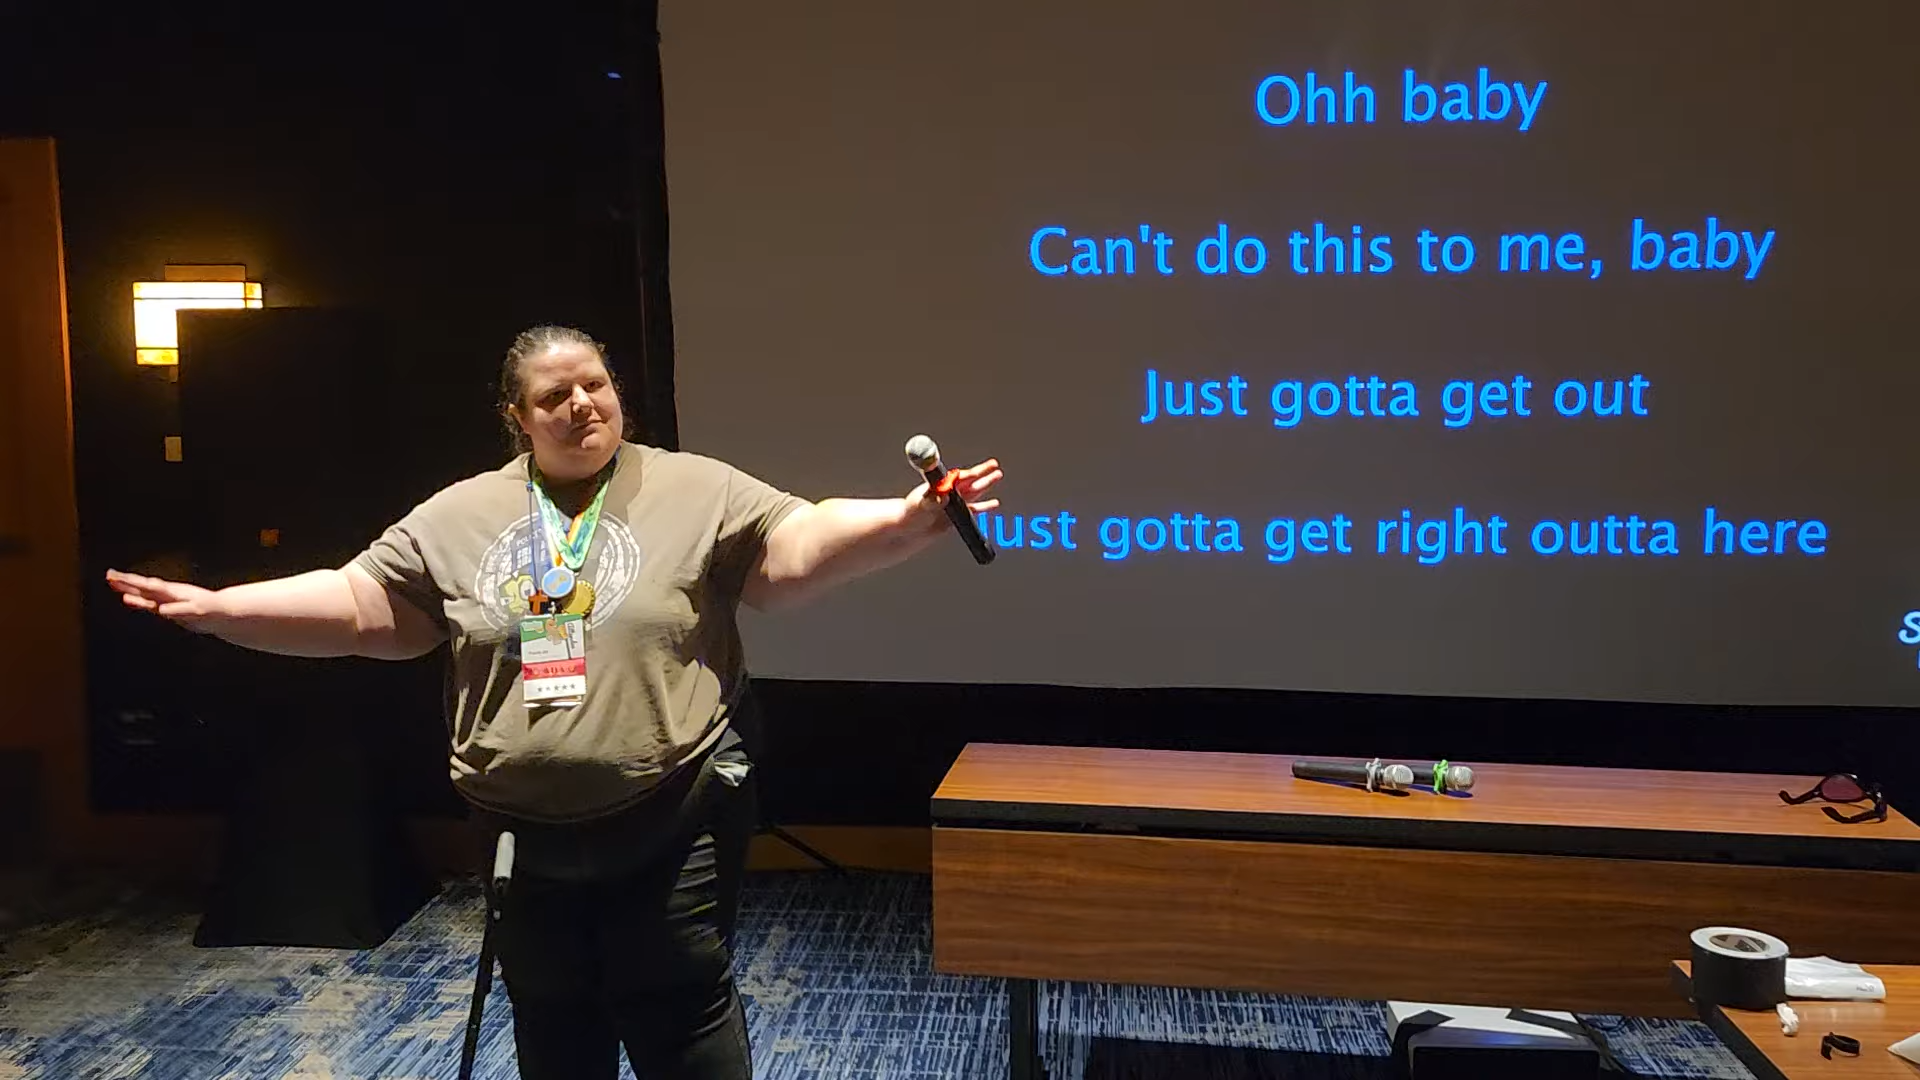 Ohh baby
Can't do this to me, baby
Just gotta get out
Just gotta get right outta here